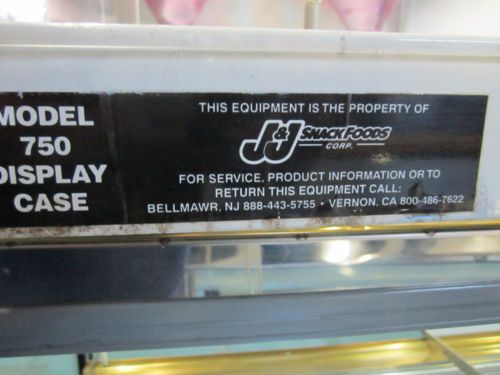 MODEL
750
DISPLAY
CASE
THIS EQUIPMENT IS THE PROPERTY OF
J&J SNACK FOODS
CORP.
FOR SERVICE, PRODUCT INFORMATION OR TO
RETURN THIS EQUIPMENT CALL:
BELLMAWR, NJ 888-443-5755 • VERNON, CA 800-486-7622